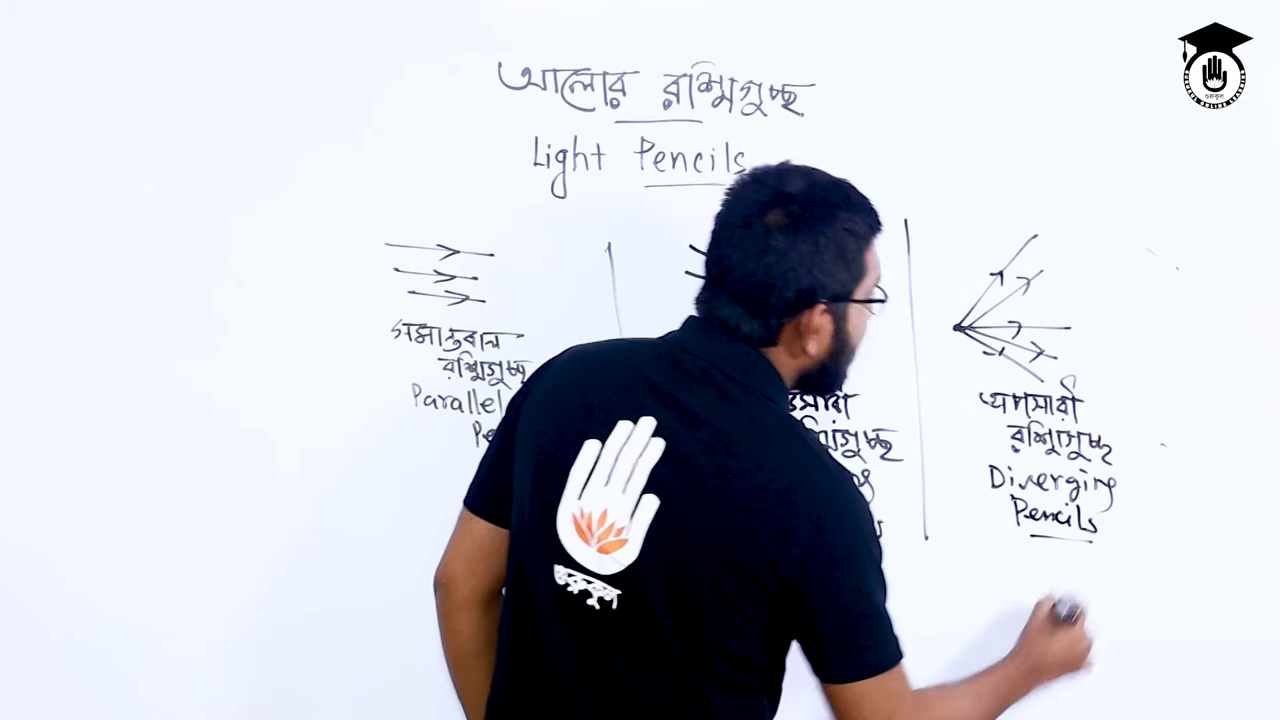 আলোর রশ্মিগুচ্ছ
Light Pencils
সমান্তরাল
রশ্মিগুচ্ছ
Parallel
অপসারী
রশ্মিগুচ্ছ
Diverging
Pencils
গুরুকুল